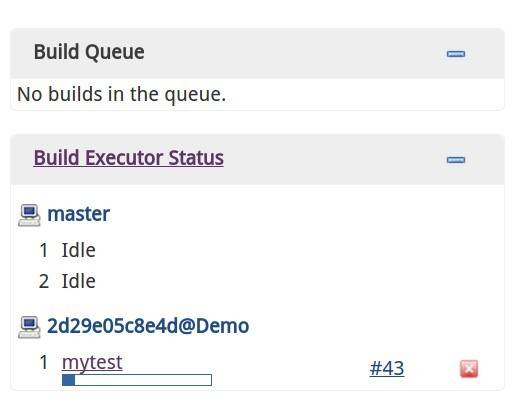 Build Queue
No builds in the queue.
Build Executor Status
master
1 Idle
2 Idle
2d29e05c8e4d@Demo
1 mytest #43